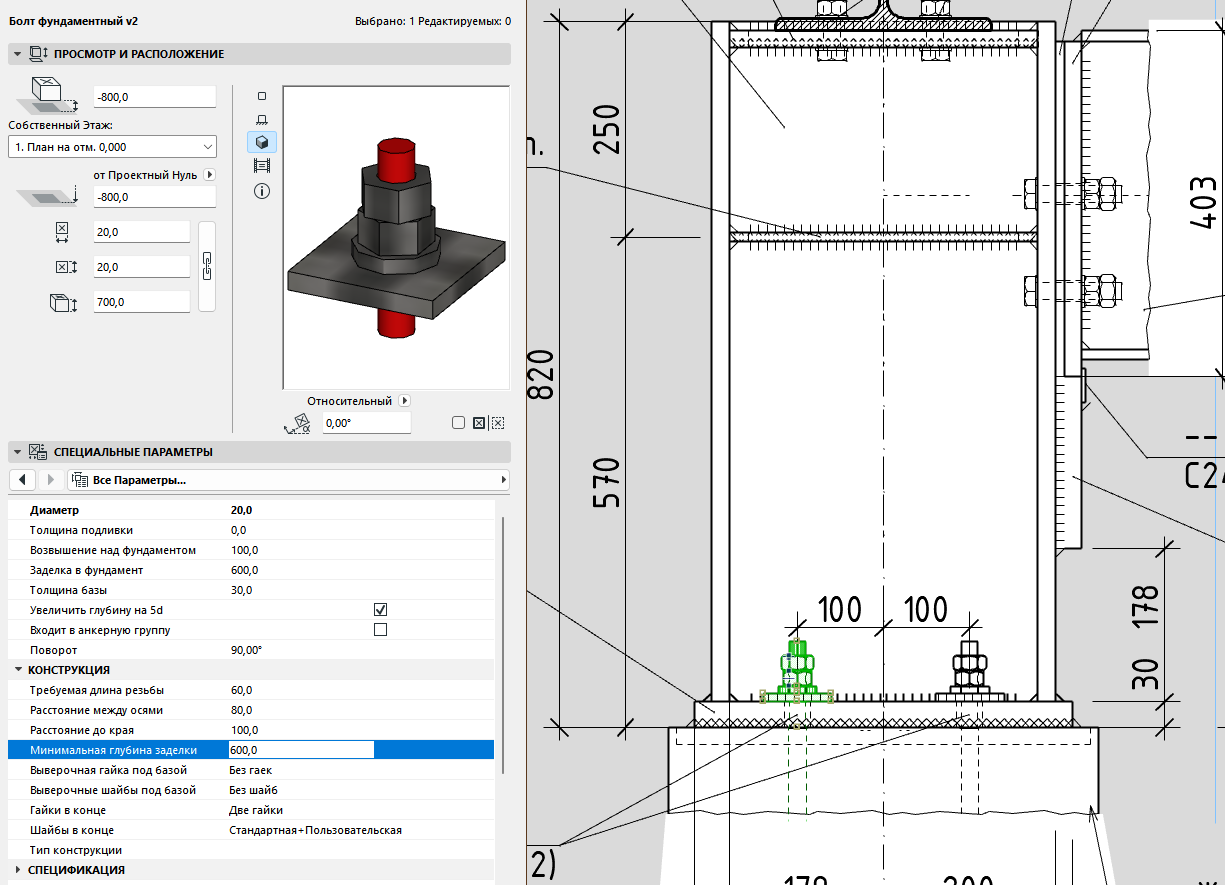 Болт фундаментный v2
Выбрано: 1 Редактируемых: 0
ПРОСМОТР И РАСПОЛОЖЕНИЕ
-800,0
Собственный Этаж:
1. План на отм. 0,000
от Проектный Нуль
-800,0
20,0
20,0
700,0
Относительный
0,00°
СПЕЦИАЛЬНЫЕ ПАРАМЕТРЫ
Все Параметры...
Диаметр 20,0
Толщина подливки 0,0
Возвышение над фундаментом 100,0
Заделка в фундамент 600,0
Толщина базы 30,0
Увеличить глубину на 5d
Входит в анкерную группу
Поворот 90,00°
КОНСТРУКЦИЯ
Требуемая длина резьбы 60,0
Расстояние между осями 80,0
Расстояние до края 100,0
Минимальная глубина заделки 600,0
Выверочная гайка под базой Без гаек
Выверочные шайбы под базой Без шайб
Гайки в конце Две гайки
Шайбы в конце Стандартная+Пользовательская
Тип конструкции
СПЕЦИФИКАЦИЯ
250
п.
403
820
570
C24
100 100
178
30
2)
178 200